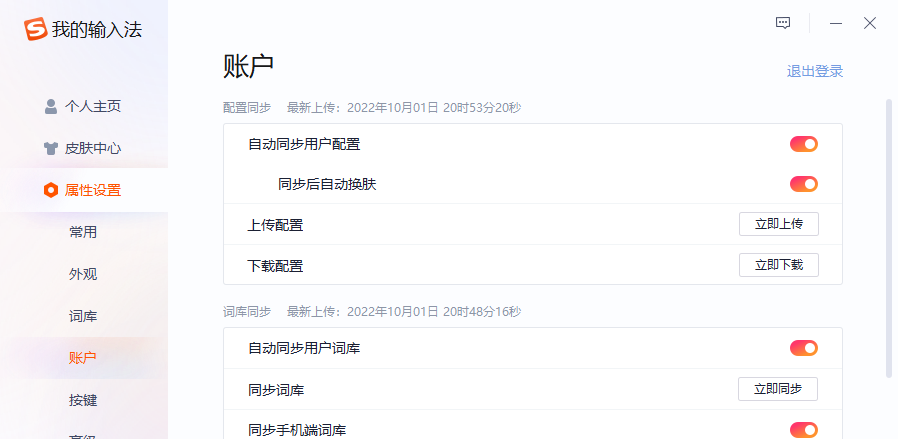 我的输入法
个人主页
皮肤中心
属性设置
常用
外观
词库
账户
按键
高级
账户
退出登录
配置同步 最新上传：2022年10月01日 20时53分20秒
自动同步用户配置
同步后自动换肤
上传配置 立即上传
下载配置 立即下载
词库同步 最新上传：2022年10月01日 20时48分16秒
自动同步用户词库
同步词库 立即同步
同步手机端词库